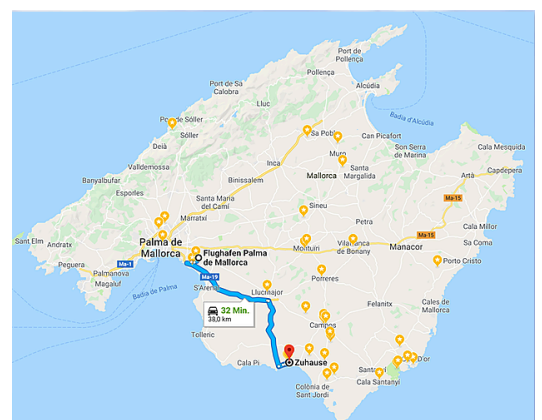 Port de
Pollença
Port de Sa
Calobra
Pollença
Alcúdia
Lluc
Badia d'Alcúdia
Port de Sóller
Sóller
Sa Pobla
Can Picafort
Deià
Muro
Son Serra
de Marina
Cala Mesquida
Inca
Santa
Margalida
Valldemossa
Mallorca
Artà
Capdepera
Banyalbufar
Binissalem
Esporles
Santa Maria
del Camí
Sineu
Ma-15
Marratxí
Petra
Cala Millor
Sant Elm
Andratx
Palma de
Mallorca
Montuïri
Vilafranca
de Bonany
Ma-15
Manacor
Sa Coma
Flughafen Palma
de Mallorca
Peguera
Ma-1
Palmanova
Magaluf
Ma-19
Porto Cristo
Porreres
Badia de Palma
S'Arenal
Llucmajor
Cales de
Mallorca
32 Min.
38,0 km
Felanitx
Campos
Tolleric
Cala Pi
Zuhause
Santanyí
Cala Santanyí
Colònia de
Sant Jordi